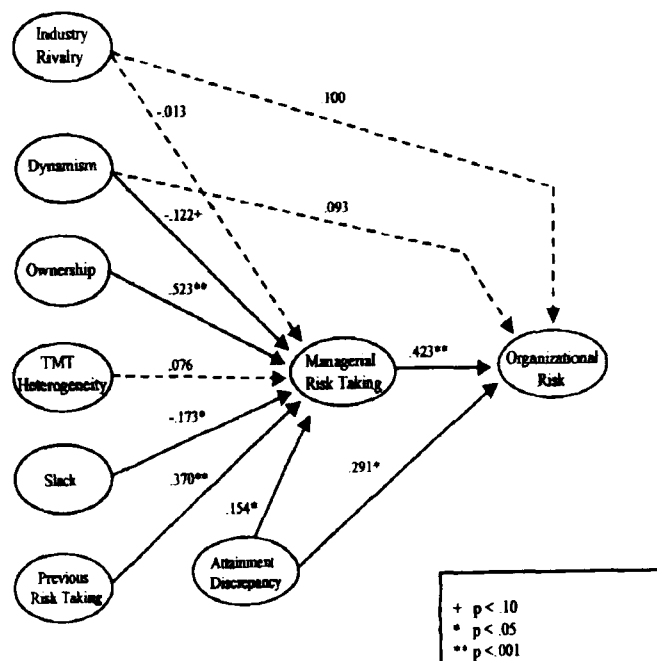 Industry
Rivalry
100
-.013
Dynamism
.093
-.122+
Ownership
.523**
TMT
Heterogeneity
.076
Managerial
Risk Taking
.423**
Organizational
Risk
-.173*
Slack
.370**
.291*
.154*
Previous
Risk Taking
Attainment
Discrepancy
+ p < .10
* p < .05
** p <.001